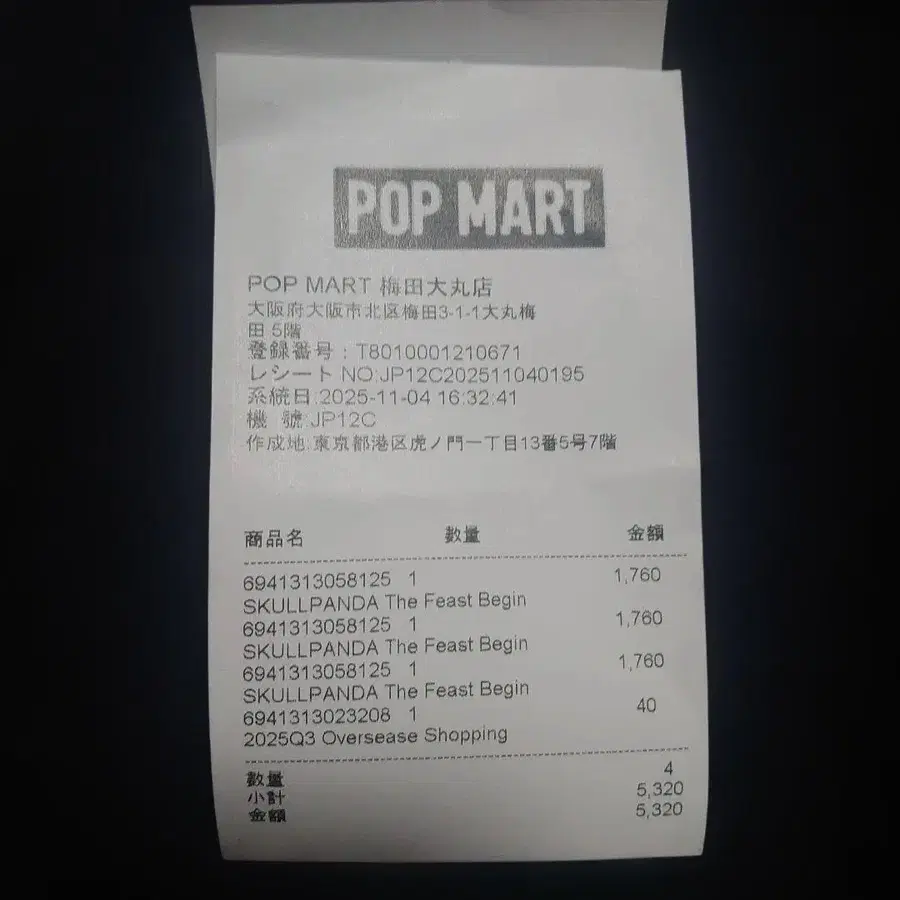 POP MART
POP MART 梅田大丸店
大阪府大阪市北区梅田3-1-1大丸梅
田 5階
登録番号：T8010001210671
レシート NO:JP12C202511040195
系統日:2025-11-04 16:32:41
機 號:JP12C
作成地:東京都港区虎ノ門一丁目13番5号7階
商品名 數量 金額
6941313058125 1 1,760
SKULLPANDA The Feast Begin
6941313058125 1 1,760
SKULLPANDA The Feast Begin
6941313058125 1 1,760
SKULLPANDA The Feast Begin
6941313023208 1 40
2025Q3 Oversease Shopping
數量 4
小計 5,320
金額 5,320